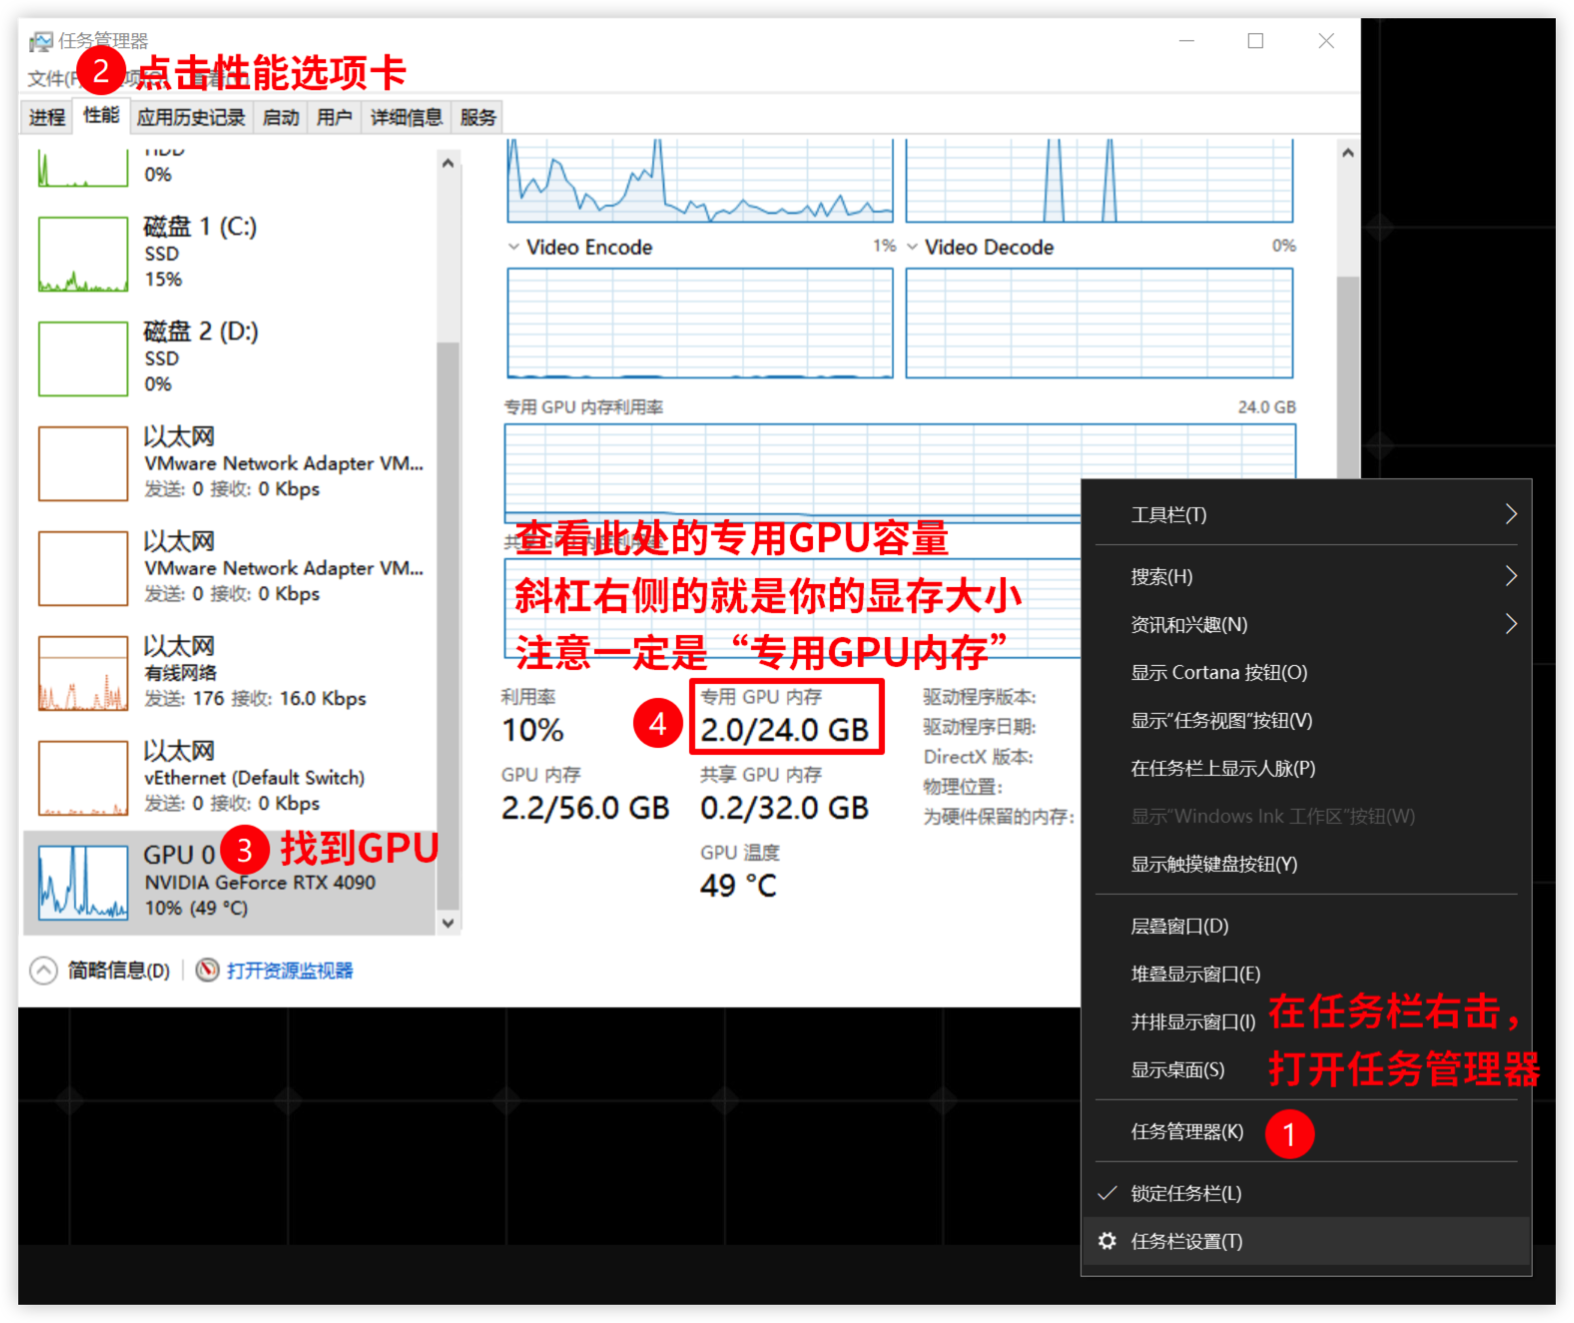 任务管理器
文件(F
② 点击性能选项卡
进程 性能 应用历史记录 启动 用户 详细信息 服务
HDD
0%
磁盘 1 (C:)
SSD
15%
磁盘 2 (D:)
SSD
0%
以太网
VMware Network Adapter VM...
发送: 0 接收: 0 Kbps
以太网
VMware Network Adapter VM...
发送: 0 接收: 0 Kbps
以太网
有线网络
发送: 176 接收: 16.0 Kbps
以太网
vEthernet (Default Switch)
发送: 0 接收: 0 Kbps
GPU 0
③ 找到GPU
NVIDIA GeForce RTX 4090
10% (49 °C)
简略信息(D)
打开资源监视器
Video Encode 1%
Video Decode 0%
专用 GPU 内存利用率 24.0 GB
查看此处的专用GPU容量
斜杠右侧的就是你的显存大小
注意一定是“专用GPU内存”
利用率
10%
④
专用 GPU 内存
2.0/24.0 GB
GPU 内存
2.2/56.0 GB
共享 GPU 内存
0.2/32.0 GB
GPU 温度
49 °C
驱动程序版本:
驱动程序日期:
DirectX 版本:
物理位置:
为硬件保留的内存:
工具栏(T)
搜索(H)
资讯和兴趣(N)
显示 Cortana 按钮(O)
显示"任务视图"按钮(V)
在任务栏上显示人脉(P)
显示"Windows Ink 工作区"按钮(W)
显示触摸键盘按钮(Y)
层叠窗口(D)
堆叠显示窗口(E)
并排显示窗口(I)
显示桌面(S)
在任务栏右击，
打开任务管理器
任务管理器(K)
①
锁定任务栏(L)
任务栏设置(T)